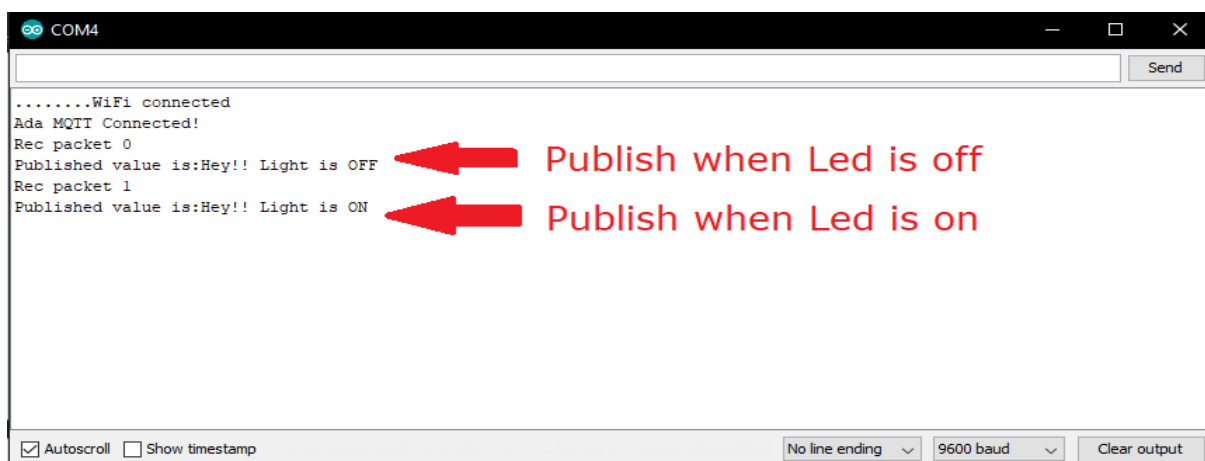 COM4
Send
........WiFi connected
Ada MQTT Connected!
Rec packet 0
Published value is:Hey!! Light is OFF
Publish when Led is off
Rec packet 1
Published value is:Hey!! Light is ON
Publish when Led is on
Autoscroll Show timestamp No line ending 9600 baud Clear output